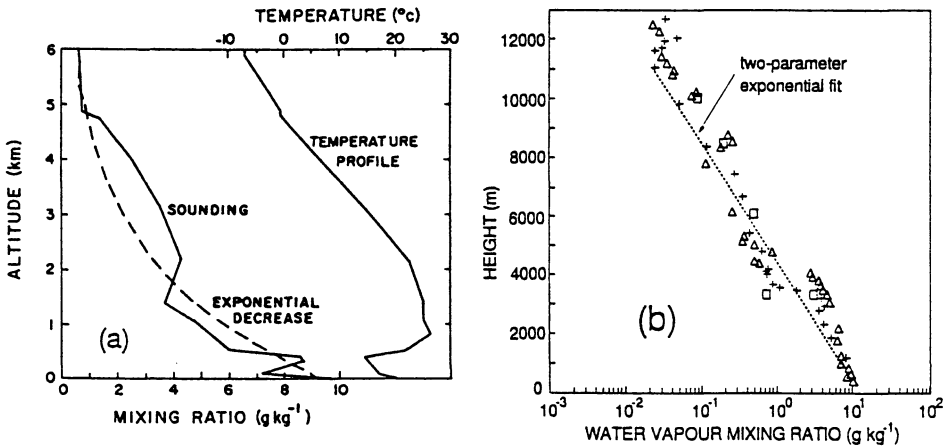 TEMPERATURE (°c)
-10 0 10 20 30
6
5
4
3
2
1
0
ALTITUDE (km)
TEMPERATURE
PROFILE
SOUNDING
EXPONENTIAL
DECREASE
(a)
0 2 4 6 8 10
MIXING RATIO (g kg⁻¹)
12000
10000
8000
6000
4000
2000
0
HEIGHT (m)
two-parameter
exponential fit
(b)
10⁻³ 10⁻² 10⁻¹ 10⁰ 10¹ 10²
WATER VAPOUR MIXING RATIO (g kg⁻¹)